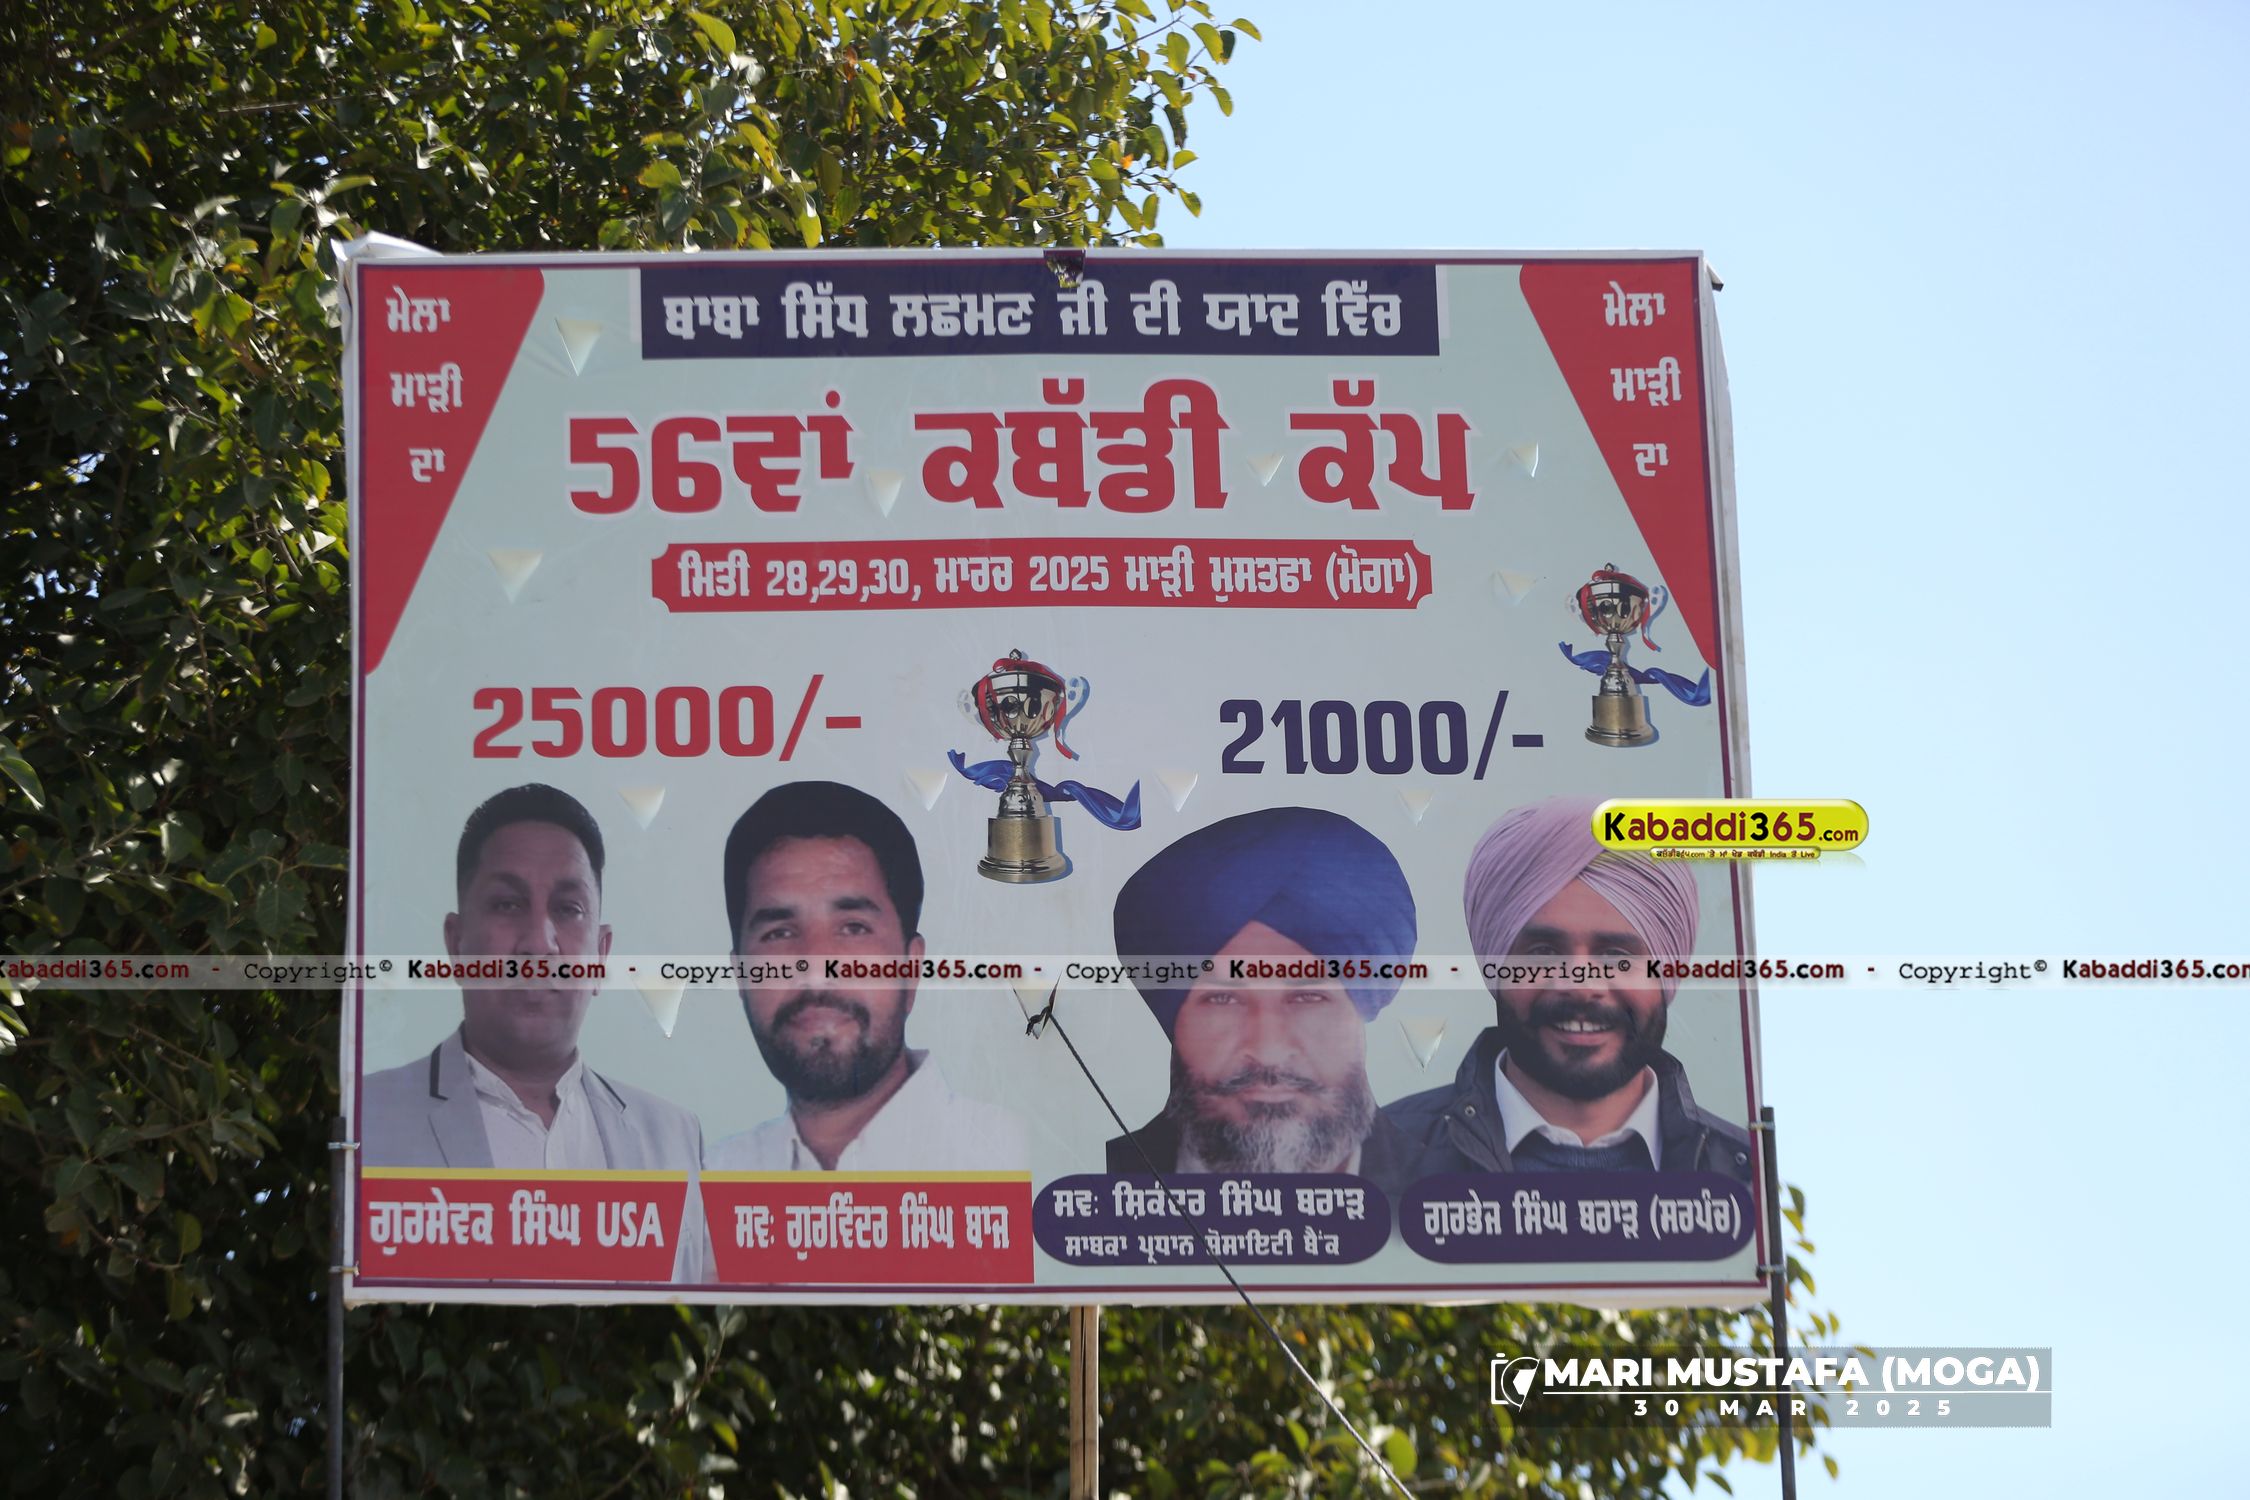 ਮੇਲਾ
ਮਾੜੀ
ਦਾ
ਬਾਬਾ ਸਿੱਧ ਲਛਮਣ ਜੀ ਦੀ ਯਾਦ ਵਿੱਚ
ਮੇਲਾ
ਮਾੜੀ
ਦਾ
56ਵਾਂ ਕਬੱਡੀ ਕੱਪ
ਮਿਤੀ 28,29,30, ਮਾਰਚ 2025 ਮਾੜੀ ਮੁਸਤਫਾ (ਮੋਗਾ)
25000/-
21000/-
Kabaddi365.com
Kabaddi365.com - Copyright© Kabaddi365.com - Copyright© Kabaddi365.com - Copyright© Kabaddi365.com - Copyright© Kabaddi365.com - Copyright© Kabaddi365.com
ਗੁਰਸੇਵਕ ਸਿੰਘ USA
ਸਵ: ਗੁਰਵਿੰਦਰ ਸਿੰਘ ਬਾਜ
ਸਵ: ਸ਼ਿਕੰਦਰ ਸਿੰਘ ਬਰਾੜ
ਸਾਬਕਾ ਪ੍ਰਧਾਨ ਸੋਸਾਇਟੀ ਬੈਂਕ
ਗੁਰਭੇਜ ਸਿੰਘ ਬਰਾੜ (ਸਰਪੰਚ)
MARI MUSTAFA (MOGA)
30 MAR 2025